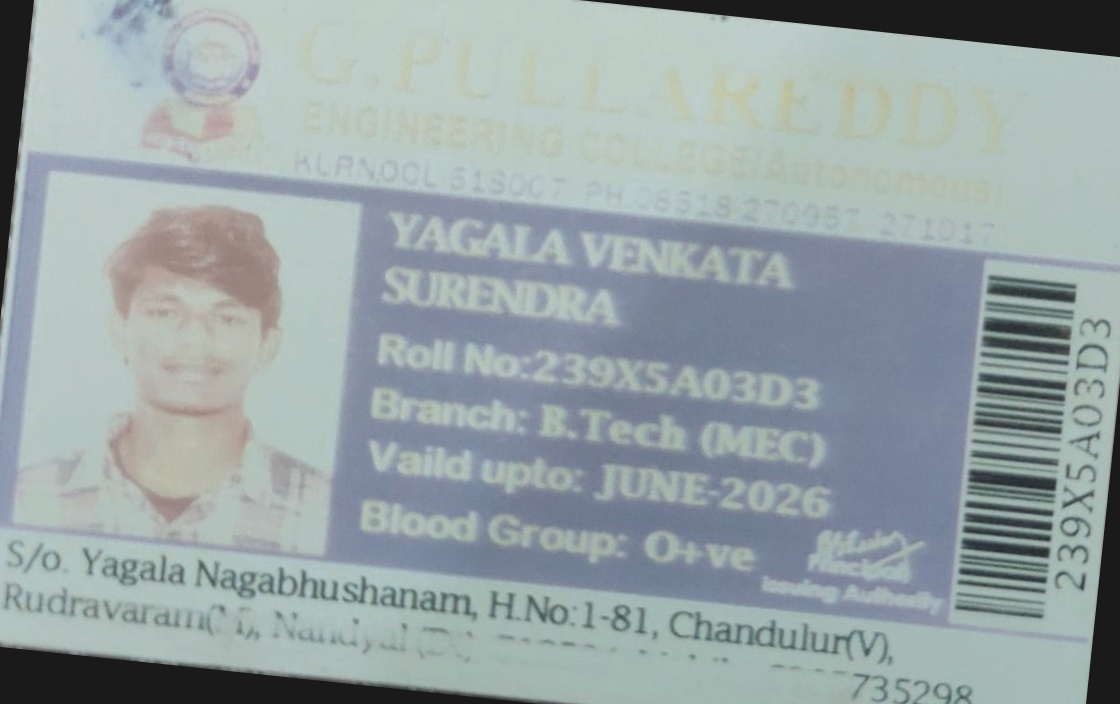 G.PULLAREDDY
ENGINEERING COLLEGE(Autonomous)
KURNOOL 518007 PH.08518-270957 271017
YAGALA VENKATA
SURENDRA
Roll No:239X5A03D3
Branch: B.Tech (MEC)
Vaild upto: JUNE-2026
Blood Group: O+ve
Issuing Authority
239X5A03D3
S/o. Yagala Nagabhushanam, H.No:1-81, Chandulur(V),
Rudravaram(M), Nandyal
735298